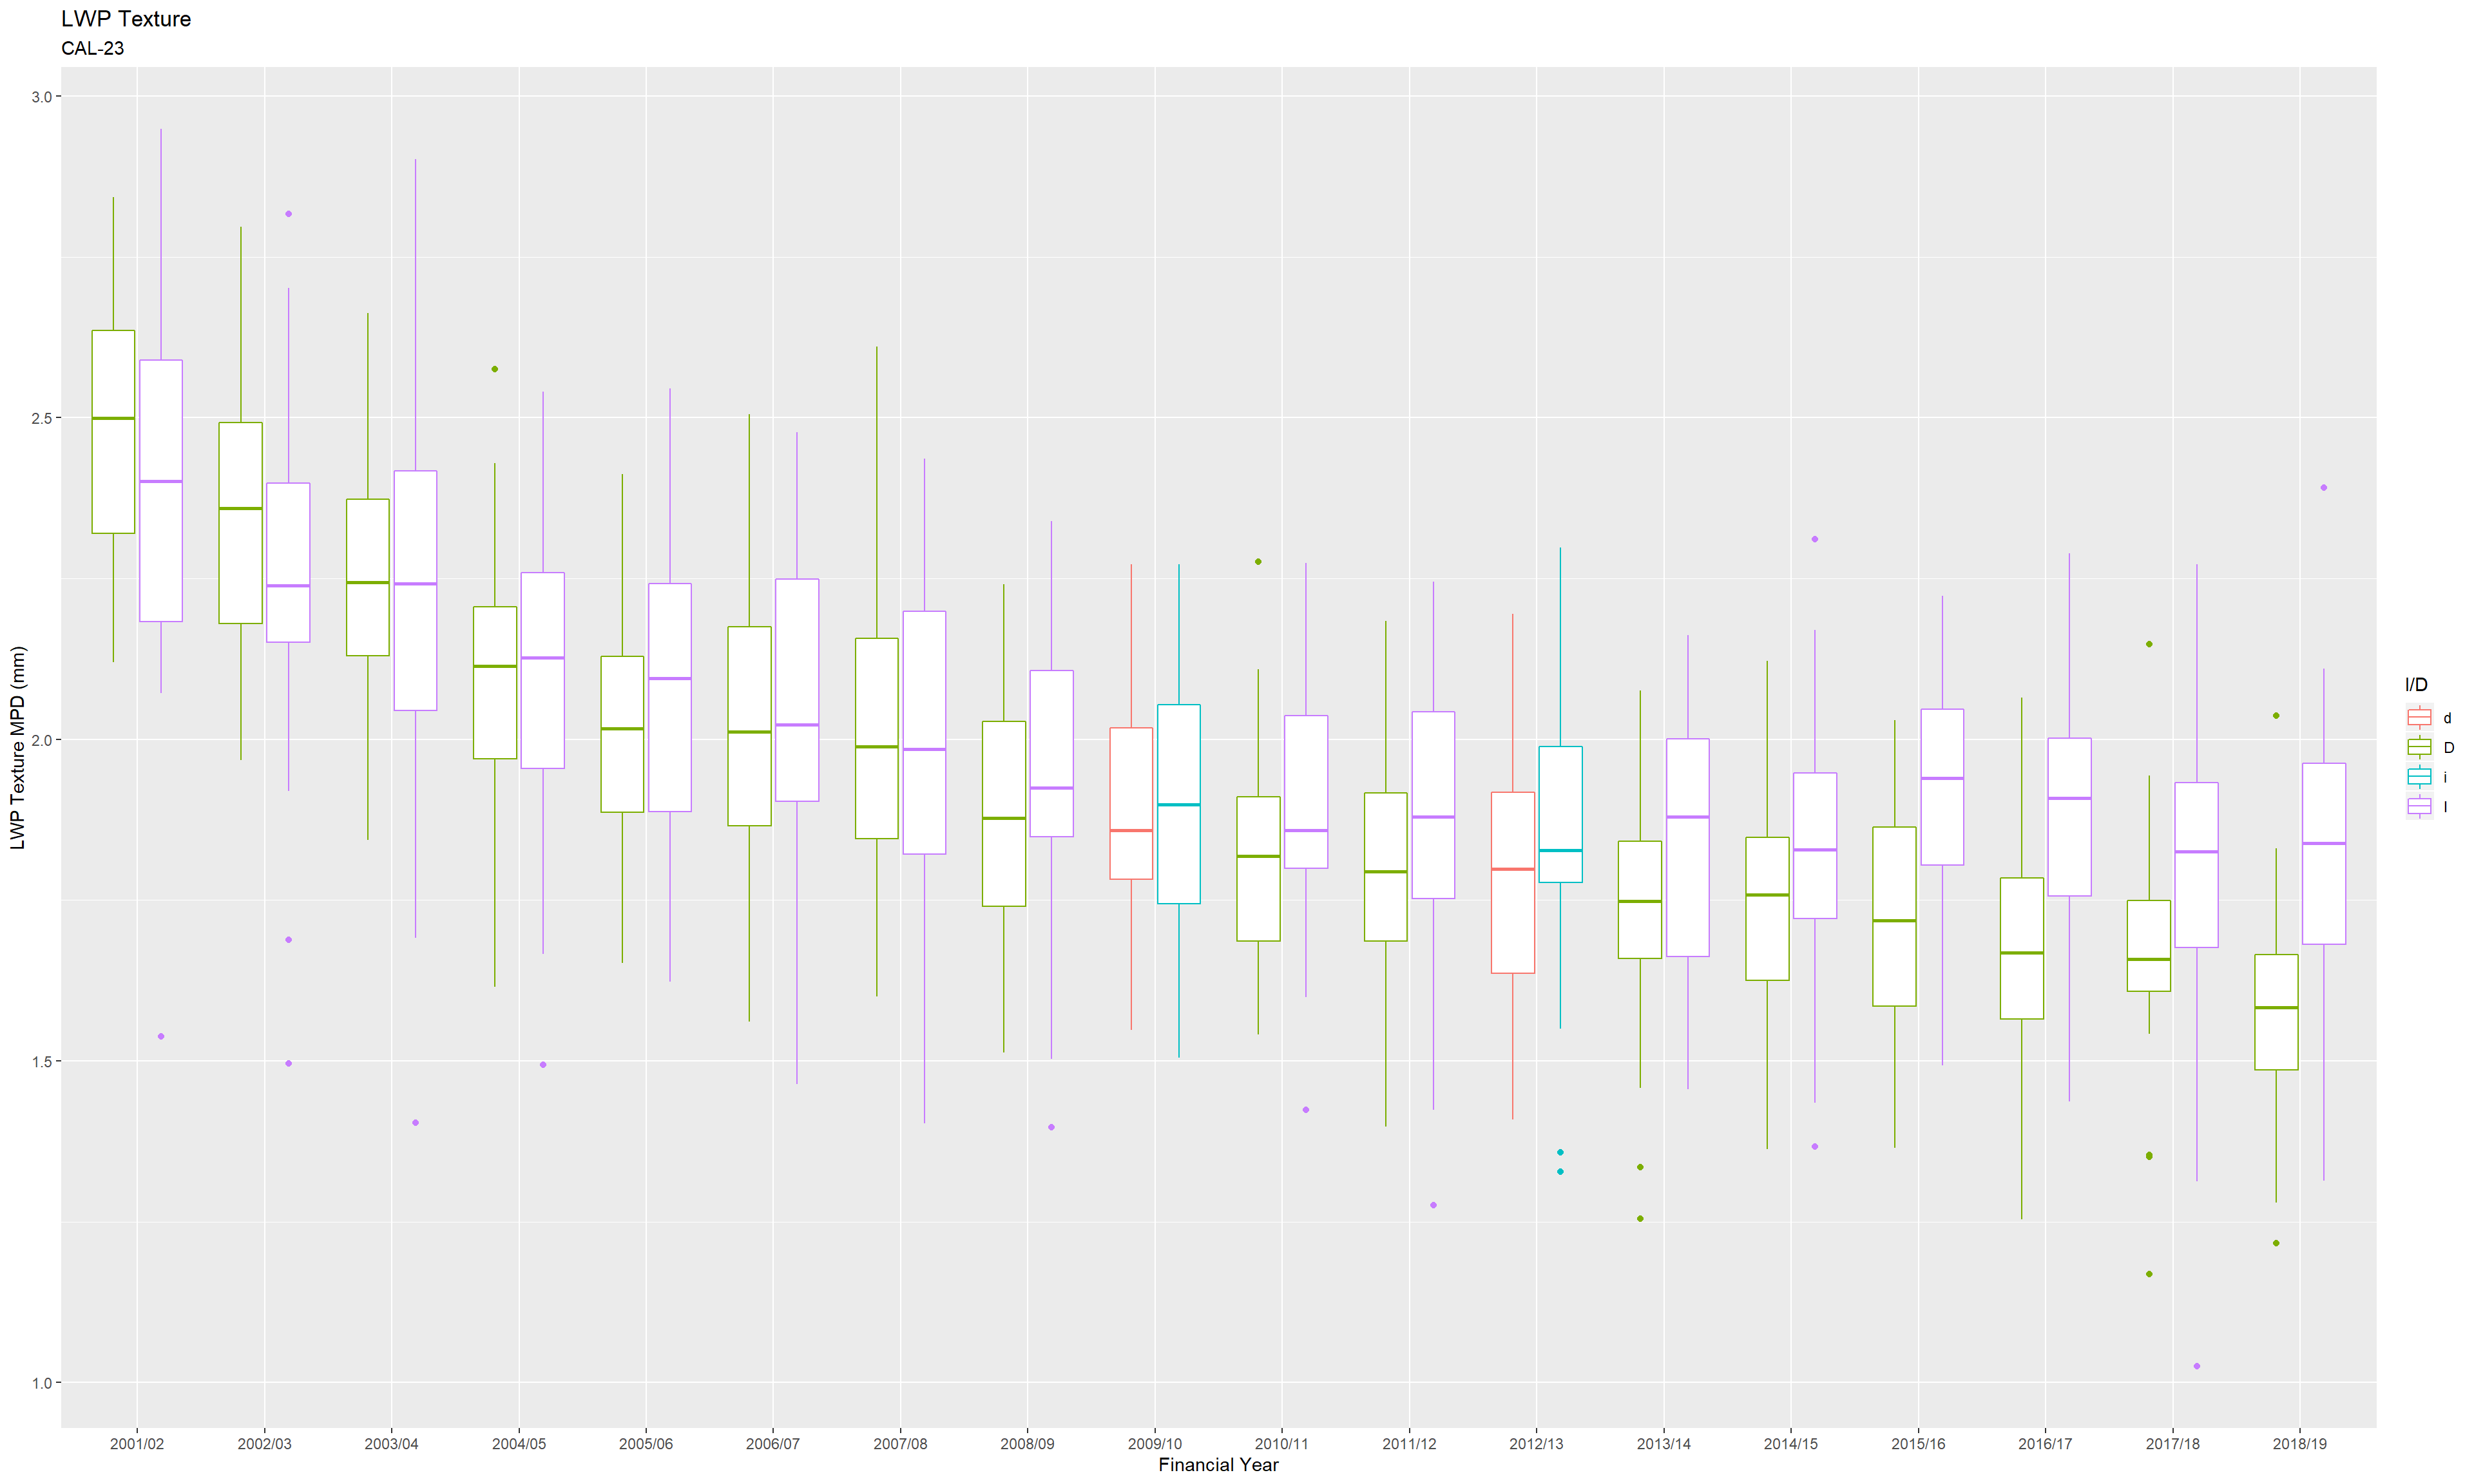 LWP Texture
CAL-23
3.0
2.5
2.0
1.5
1.0
LWP Texture MPD (mm)
2001/02 2002/03 2003/04 2004/05 2005/06 2006/07 2007/08 2008/09 2009/10 2010/11 2011/12 2012/13 2013/14 2014/15 2015/16 2016/17 2017/18 2018/19
Financial Year
I/D
d
D
i
I